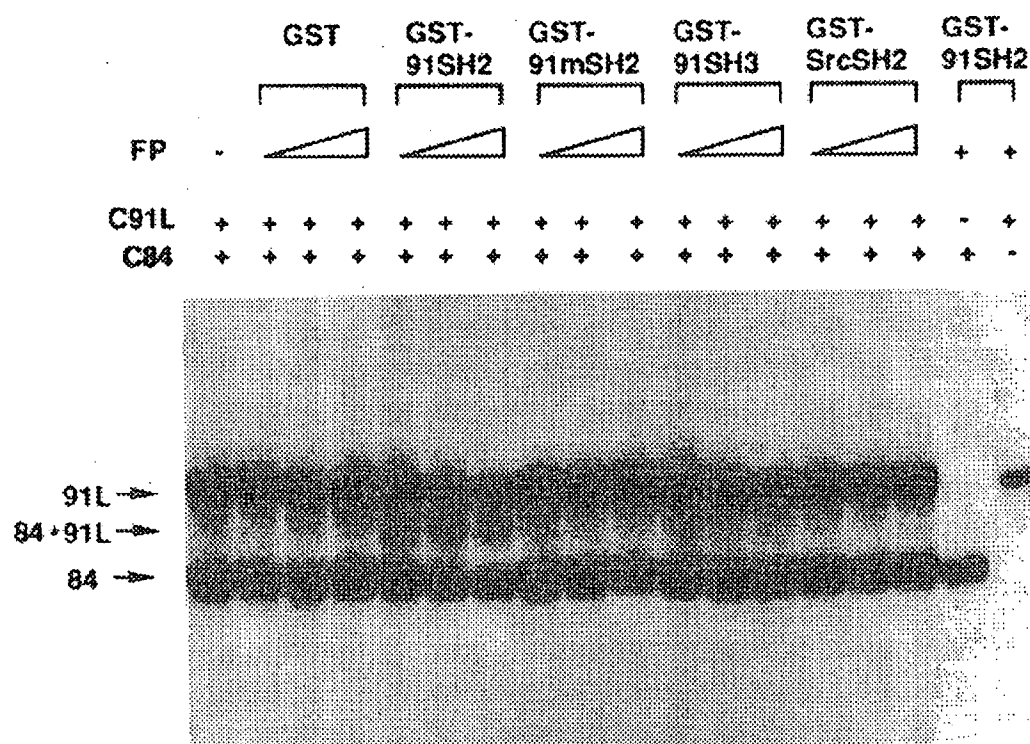 GST GST- GST- GST- GST- GST-
91SH2 91mSH2 91SH3 SrcSH2 91SH2
FP - + +
C91L + + + + + + + + + + + + + + + + - +
C84 + + + + + + + + + + + + + + + + + -
91L
84+91L
84